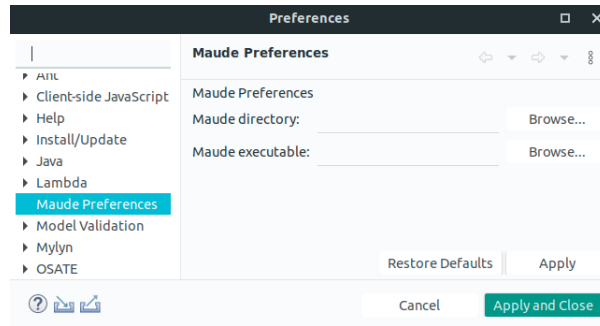 Preferences
Maude Preferences
Ant
Client-side JavaScript
Help
Install/Update
Java
Lambda
Maude Preferences
Model Validation
Mylyn
OSATE
Maude Preferences
Maude directory:
Browse...
Maude executable:
Browse...
Restore Defaults
Apply
Cancel
Apply and Close